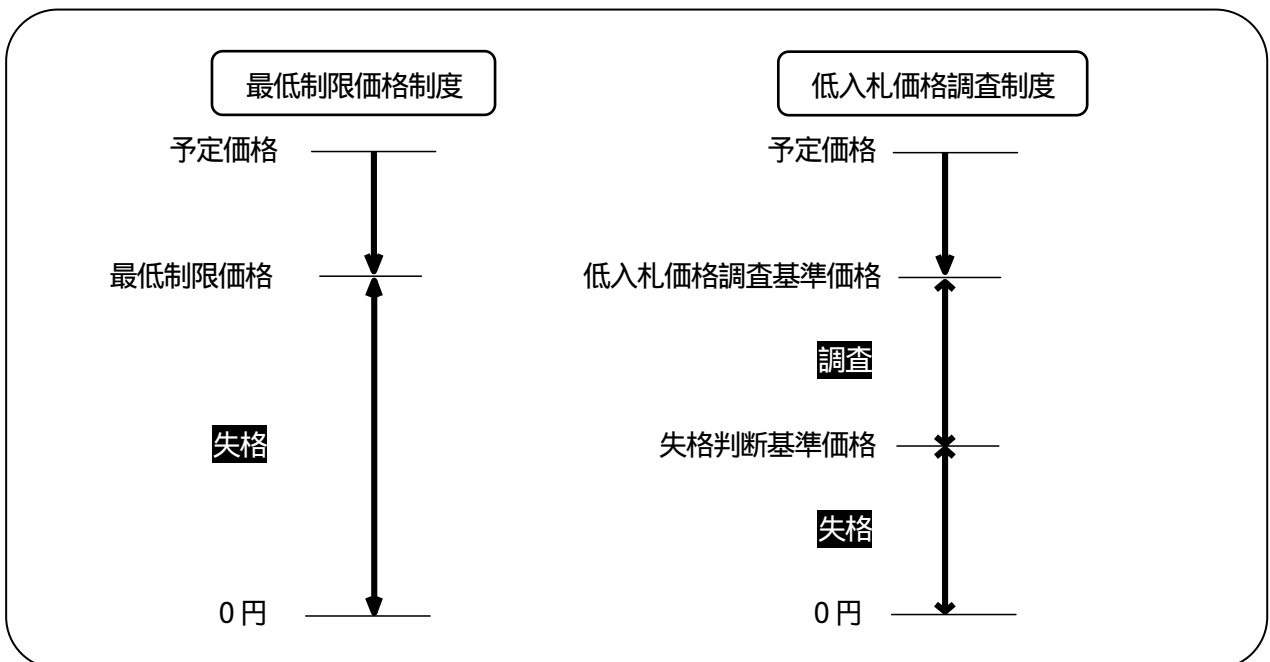 最低制限価格制度
予定価格
最低制限価格
失格
0円
低入札価格調査制度
予定価格
低入札価格調査基準価格
調査
失格判断基準価格
失格
0円